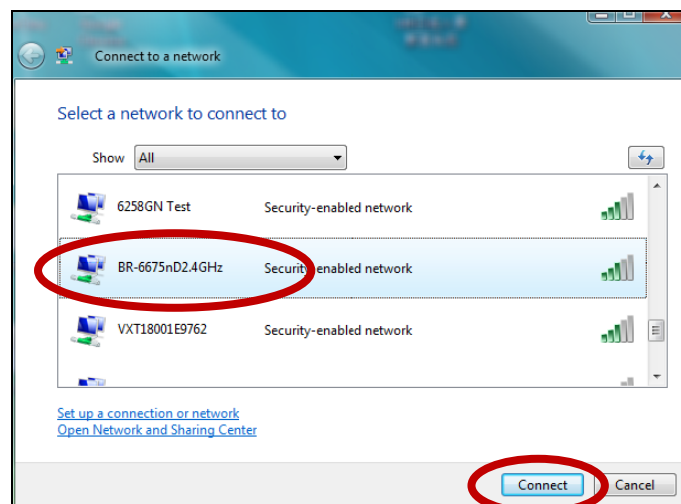 Connect to a network
Select a network to connect to
Show All
6258GN Test Security-enabled network
BR-6675nD2.4GHz Security-enabled network
VXT18001E9762 Security-enabled network
Set up a connection or network
Open Network and Sharing Center
Connect Cancel